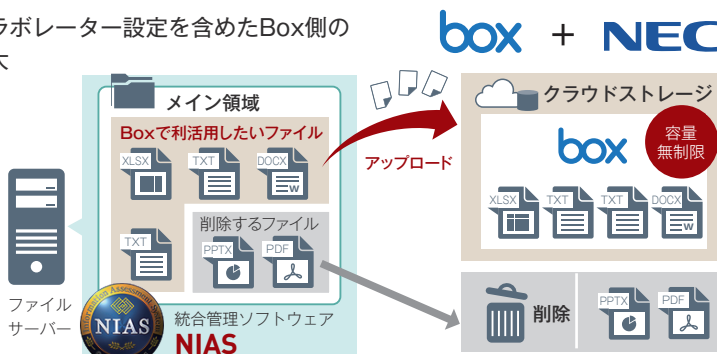 ラボレーター設定を含めたBox側の
大
box + NEC
メイン領域
Boxで利活用したいファイル
XLSX TXT DOCX
W
TXT
削除するファイル
PPTX PDF
アップロード
クラウドストレージ
box
容量
無制限
XLSX TXT TXT DOCX
W
削除
PPTX PDF
ファイル
サーバー
Information Assessment System
NIAS
統合管理ソフトウェア
NIAS